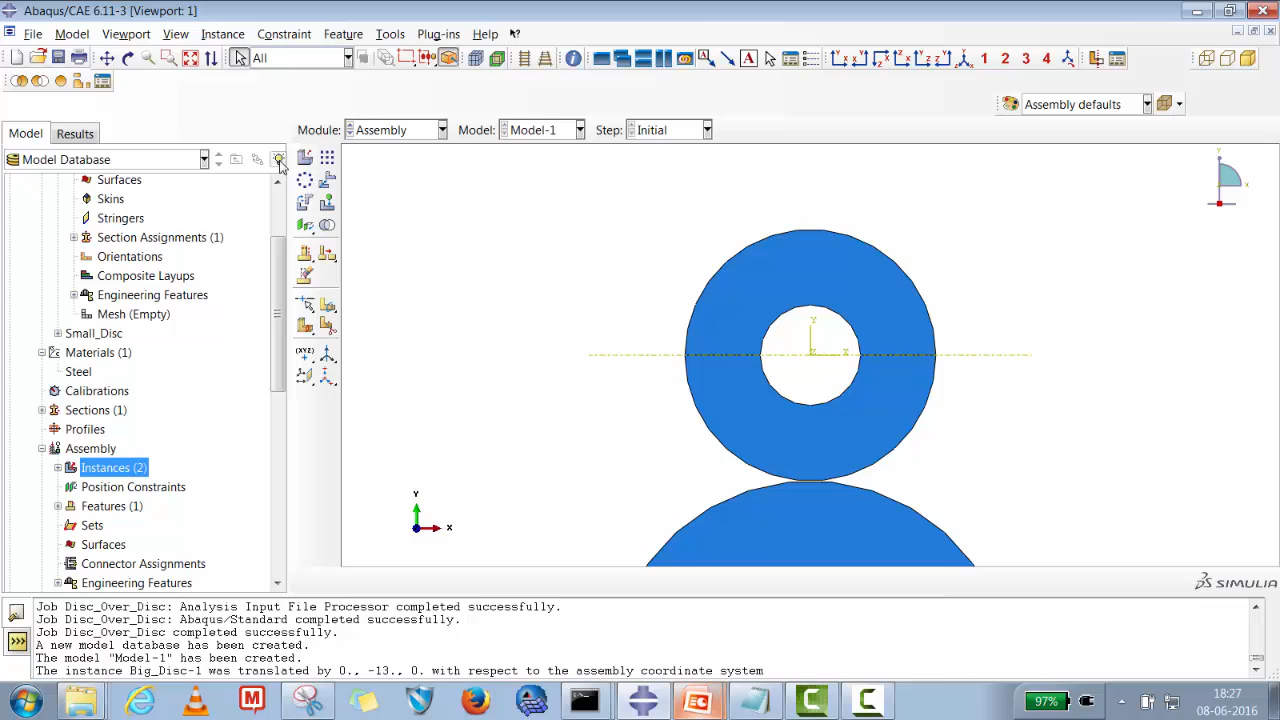 Abaqus/CAE 6.11-3 [Viewport: 1]
File Model Viewport View Instance Constraint Feature Tools Plug-ins Help
All
1 2 3 4
Assembly defaults
Model Results
Module: Assembly Model: Model-1 Step: Initial
Model Database
Surfaces
Skins
Stringers
Section Assignments (1)
Orientations
Composite Layups
Engineering Features
Mesh (Empty)
Small_Disc
Materials (1)
Steel
Calibrations
Sections (1)
Profiles
Assembly
Instances (2)
Position Constraints
Features (1)
Sets
Surfaces
Connector Assignments
Engineering Features
(XYZ)
Y
X
Y
X
SIMULIA
Job Disc_Over_Disc: Analysis Input File Processor completed successfully.
Job Disc_Over_Disc: Abaqus/Standard completed successfully.
Job Disc_Over_Disc completed successfully.
A new model database has been created.
The model "Model-1" has been created.
The instance Big_Disc-1 was translated by 0., -13., 0. with respect to the assembly coordinate system
97%
18:27
08-06-2016